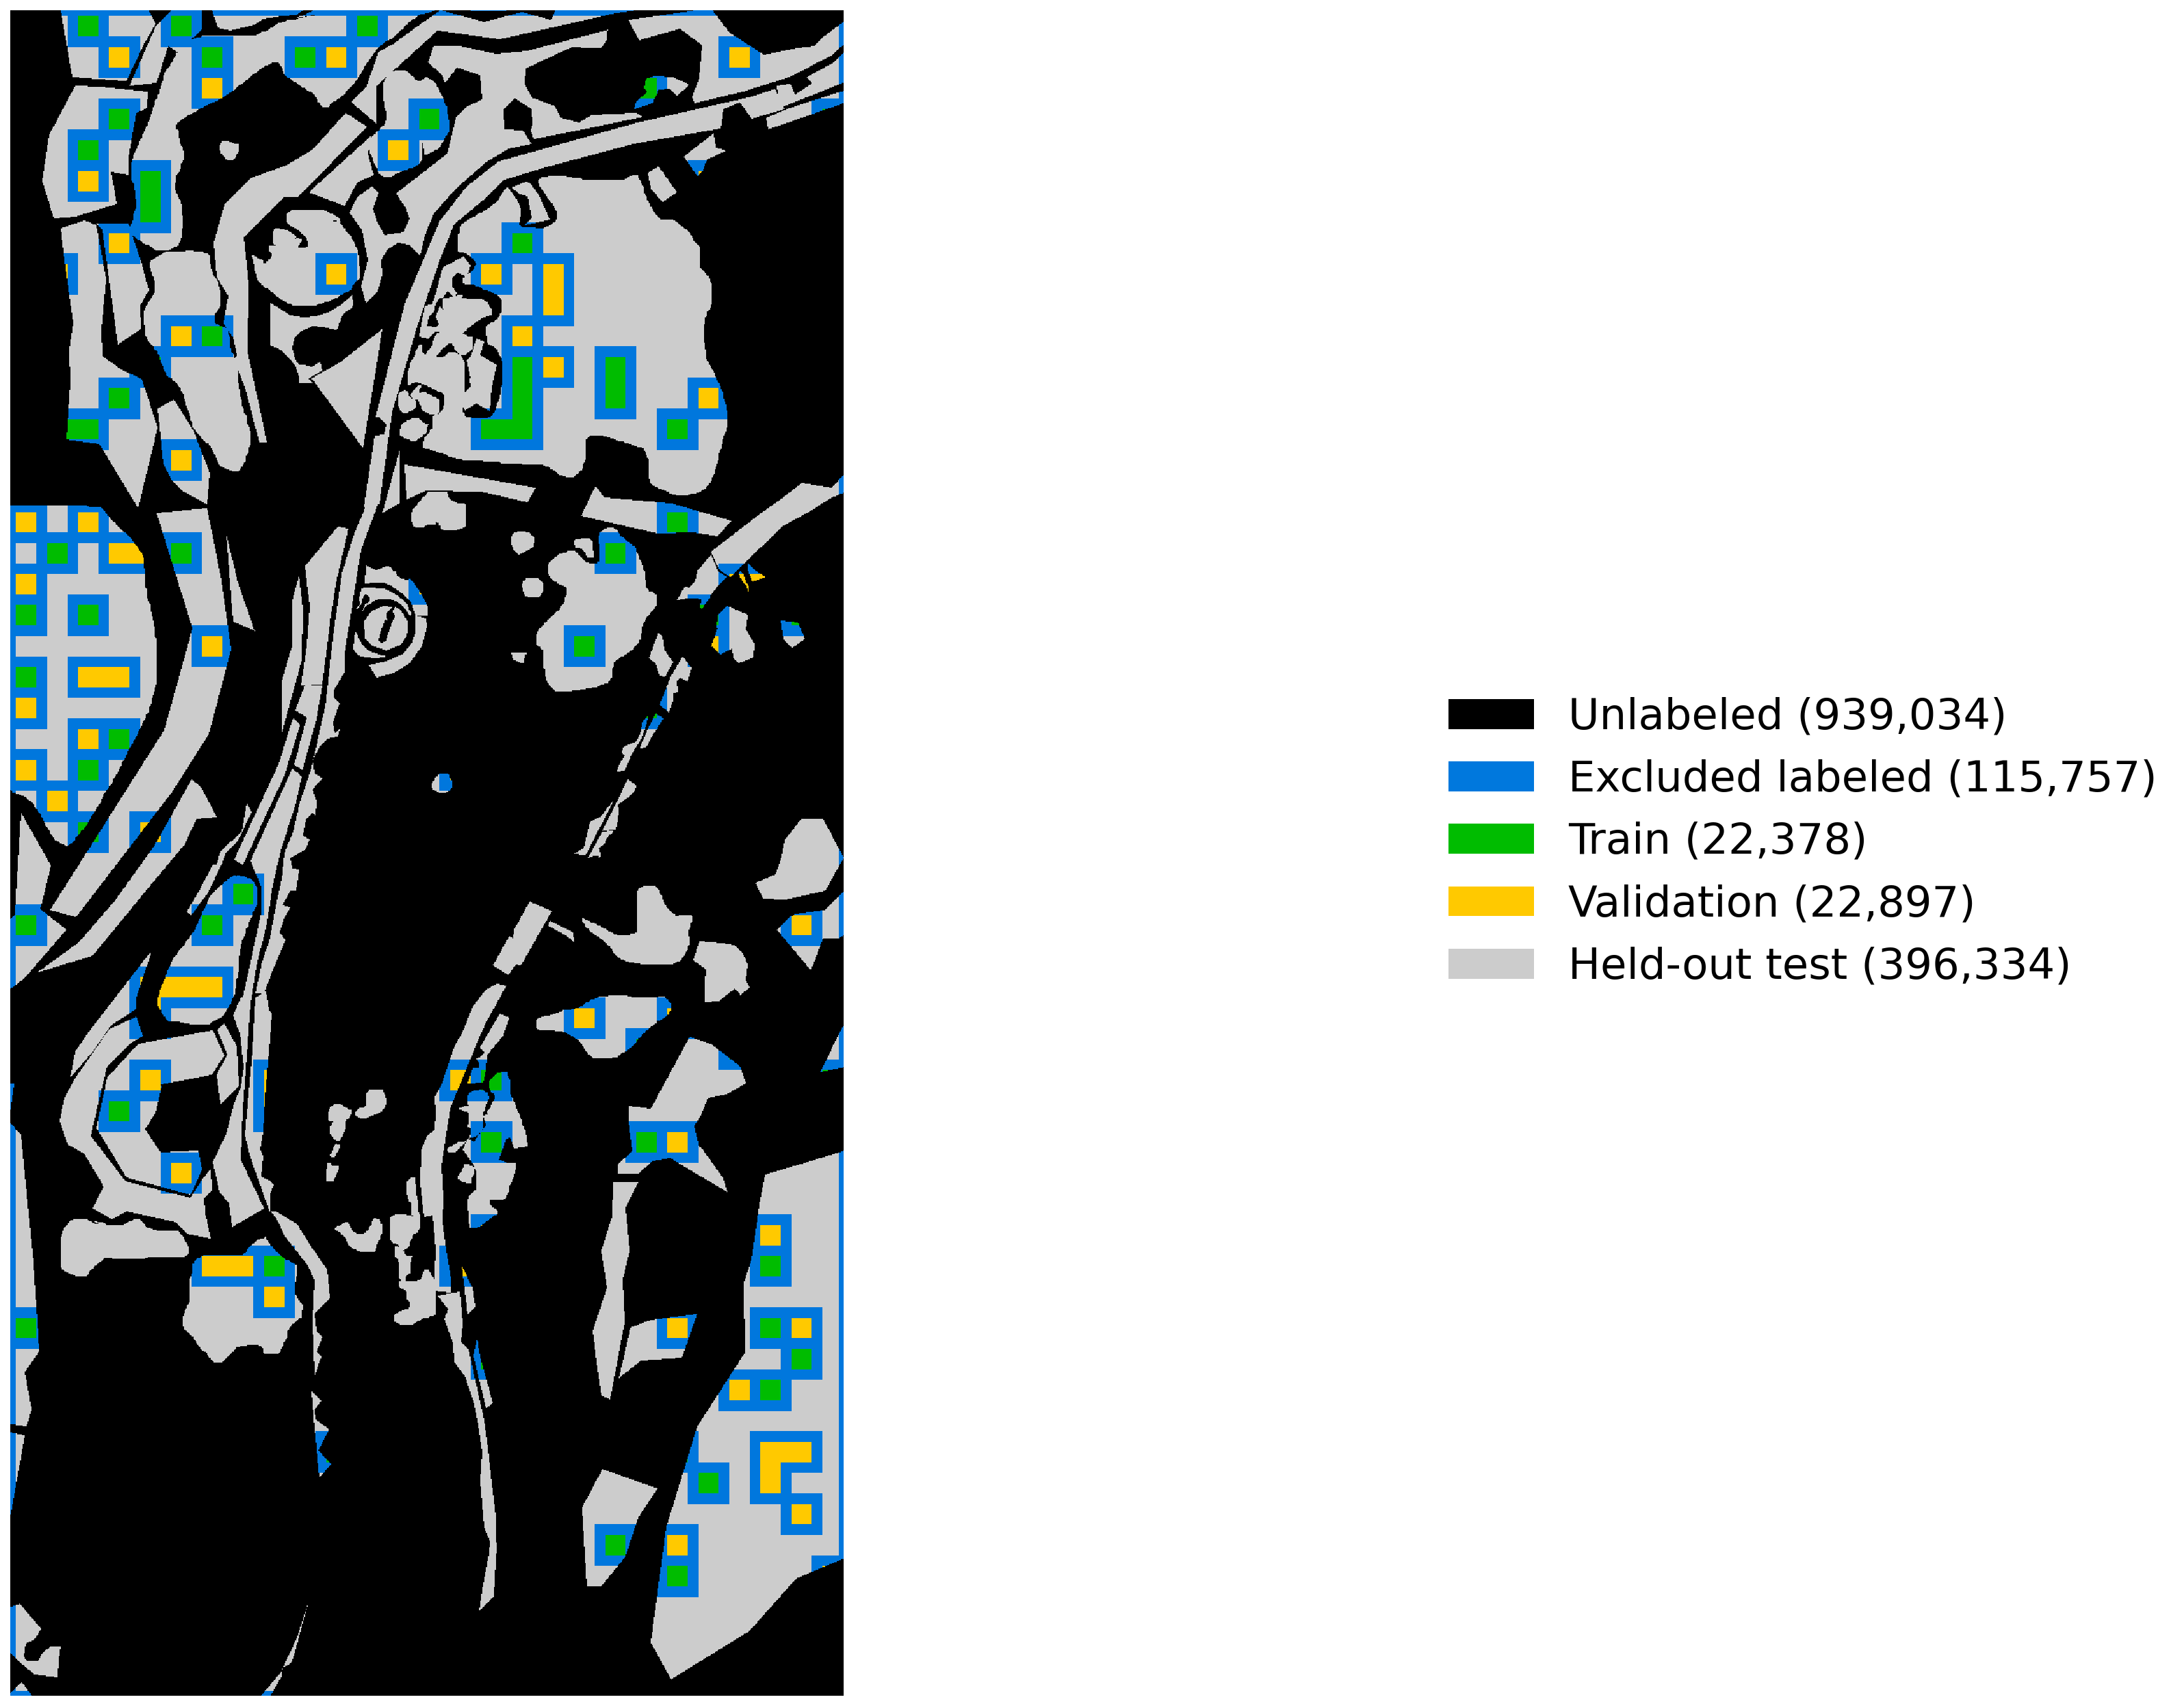 Unlabeled (939,034)
Excluded labeled (115,757)
Train (22,378)
Validation (22,897)
Held-out test (396,334)